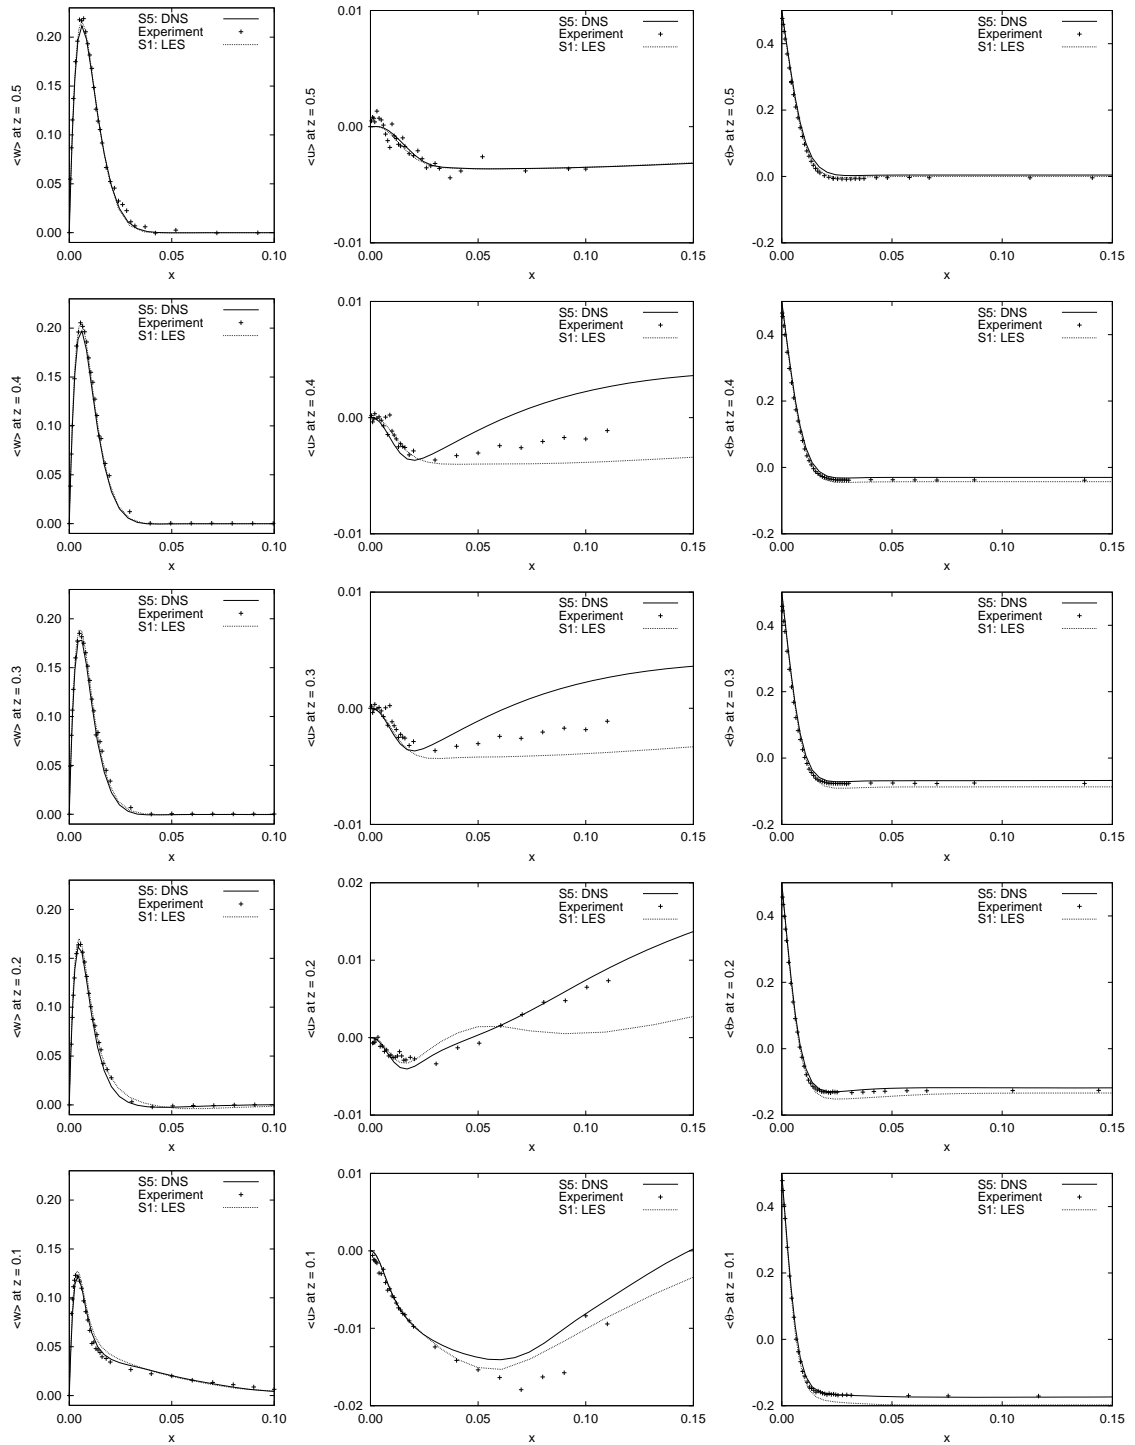 S5: DNS
Experiment
S1: LES
<w> at z = 0.5
0.20
0.15
0.10
0.05
0.00
0.00 0.05 0.10
x
S5: DNS
Experiment
S1: LES
<u> at z = 0.5
0.01
0.00
-0.01
0.00 0.05 0.10 0.15
x
S5: DNS
Experiment
S1: LES
<θ> at z = 0.5
0.4
0.2
0.0
-0.2
0.00 0.05 0.10 0.15
x
S5: DNS
Experiment
S1: LES
<w> at z = 0.4
0.20
0.15
0.10
0.05
0.00
0.00 0.05 0.10
x
S5: DNS
Experiment
S1: LES
<u> at z = 0.4
0.01
0.00
-0.01
0.00 0.05 0.10 0.15
x
S5: DNS
Experiment
S1: LES
<θ> at z = 0.4
0.4
0.2
0.0
-0.2
0.00 0.05 0.10 0.15
x
S5: DNS
Experiment
S1: LES
<w> at z = 0.3
0.20
0.15
0.10
0.05
0.00
0.00 0.05 0.10
x
S5: DNS
Experiment
S1: LES
<u> at z = 0.3
0.01
0.00
-0.01
0.00 0.05 0.10 0.15
x
S5: DNS
Experiment
S1: LES
<θ> at z = 0.3
0.4
0.2
0.0
-0.2
0.00 0.05 0.10 0.15
x
S5: DNS
Experiment
S1: LES
<w> at z = 0.2
0.20
0.15
0.10
0.05
0.00
0.00 0.05 0.10
x
S5: DNS
Experiment
S1: LES
<u> at z = 0.2
0.02
0.01
0.00
-0.01
0.00 0.05 0.10 0.15
x
S5: DNS
Experiment
S1: LES
<θ> at z = 0.2
0.4
0.2
0.0
-0.2
0.00 0.05 0.10 0.15
x
S5: DNS
Experiment
S1: LES
<w> at z = 0.1
0.20
0.15
0.10
0.05
0.00
0.00 0.05 0.10
x
S5: DNS
Experiment
S1: LES
<u> at z = 0.1
0.01
0.00
-0.01
-0.02
0.00 0.05 0.10 0.15
x
S5: DNS
Experiment
S1: LES
<θ> at z = 0.1
0.4
0.2
0.0
-0.2
0.00 0.05 0.10 0.15
x